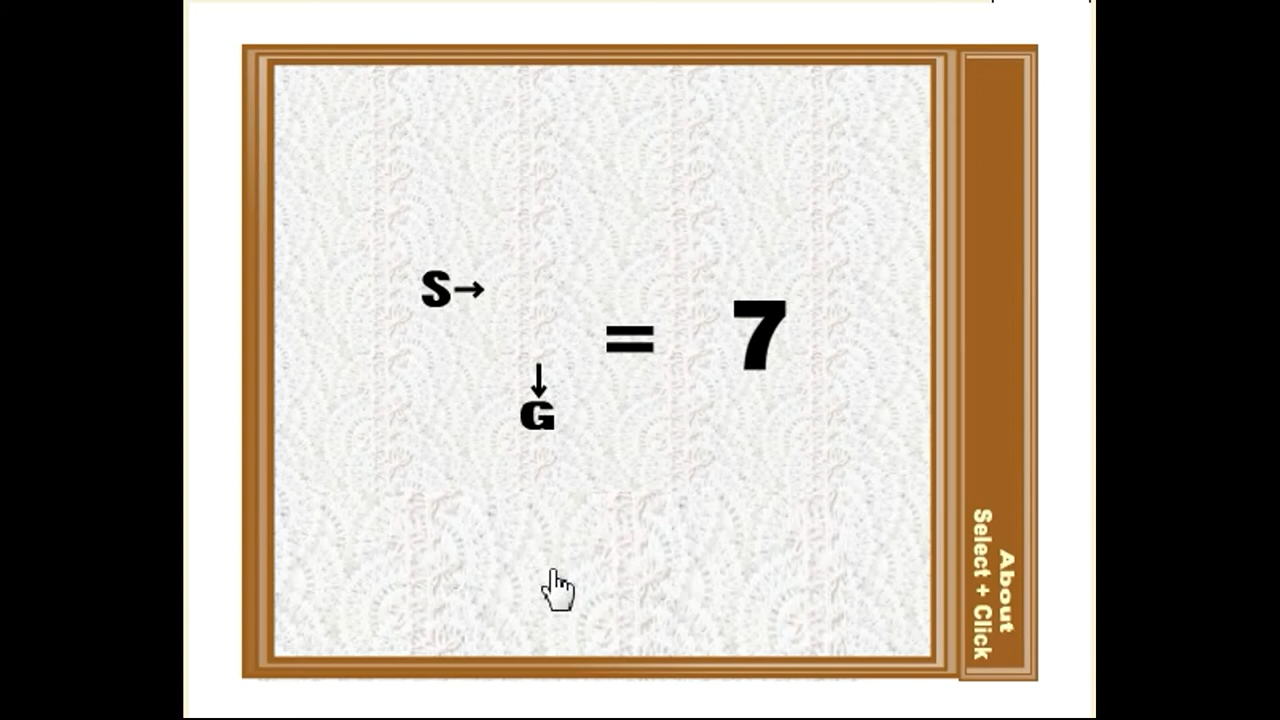 S→
= 7
↓
G
About
Select + Click